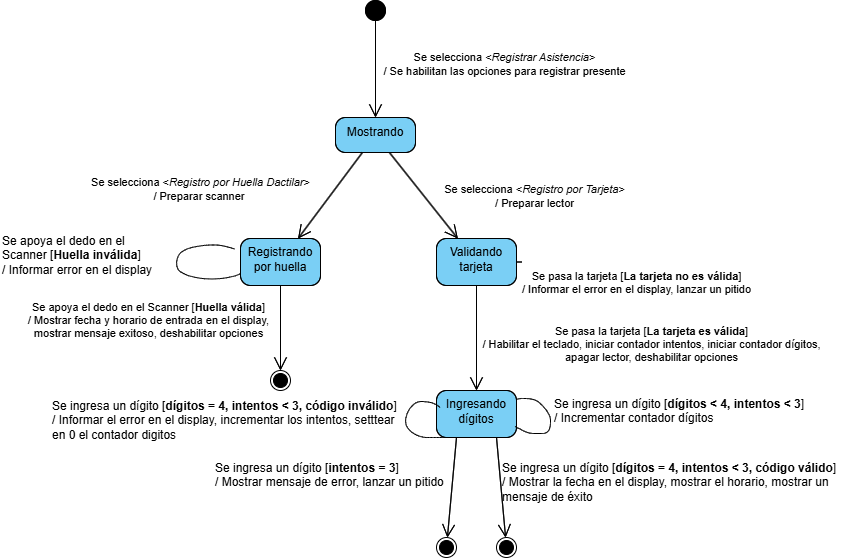 Se selecciona <Registrar Asistencia>
/ Se habilitan las opciones para registrar presente
Mostrando
Se selecciona <Registro por Huella Dactilar>
/ Preparar scanner
Se selecciona <Registro por Tarjeta>
/ Preparar lector
Se apoya el dedo en el
Scanner [Huella inválida]
/ Informar error en el display
Registrando
por huella
Validando
tarjeta
Se pasa la tarjeta [La tarjeta no es válida]
/ Informar el error en el display, lanzar un pitido
Se apoya el dedo en el Scanner [Huella válida]
/ Mostrar fecha y horario de entrada en el display,
mostrar mensaje exitoso, deshabilitar opciones
Se pasa la tarjeta [La tarjeta es válida]
/ Habilitar el teclado, iniciar contador intentos, iniciar contador dígitos,
apagar lector, deshabilitar opciones
Se ingresa un dígito [dígitos = 4, intentos < 3, código inválido]
/ Informar el error en el display, incrementar los intentos, setttear
en 0 el contador digitos
Ingresando
dígitos
Se ingresa un dígito [dígitos < 4, intentos < 3]
/ Incrementar contador dígitos
Se ingresa un dígito [intentos = 3]
/ Mostrar mensaje de error, lanzar un pitido
Se ingresa un dígito [dígitos = 4, intentos < 3, código válido]
/ Mostrar la fecha en el display, mostrar el horario, mostrar un
mensaje de éxito